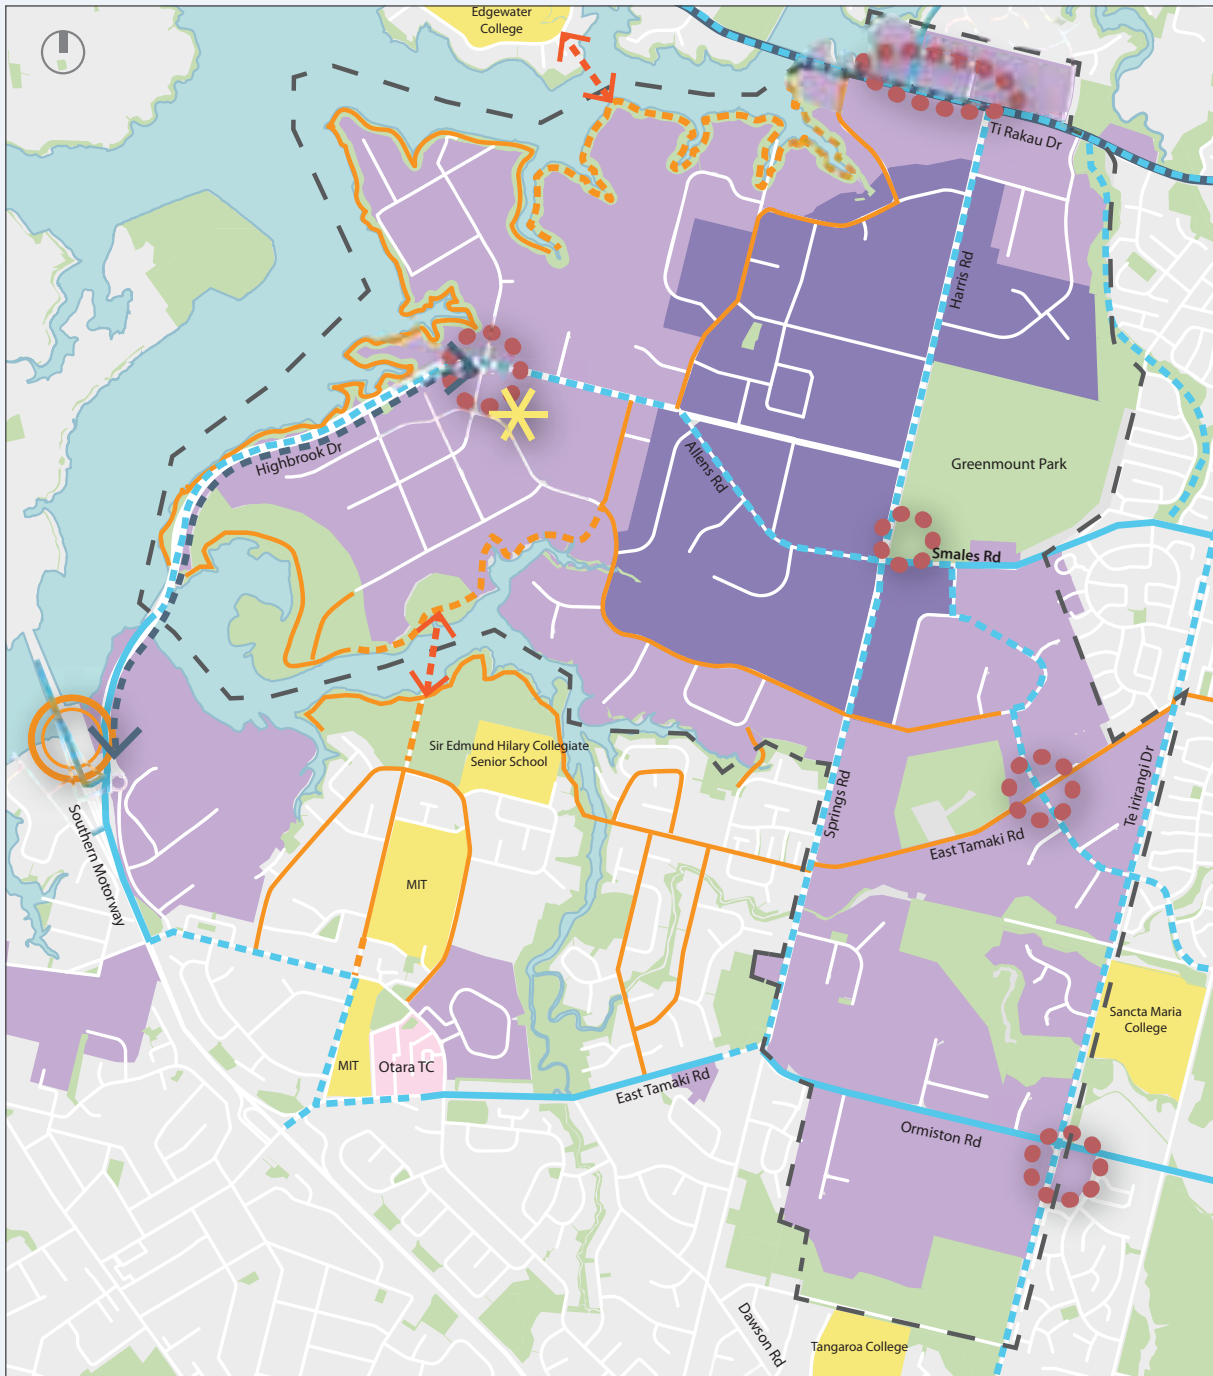 Edgewater
College
Ti Rakau Dr
Harris Rd
Highbrook Dr
Allens Rd
Greenmount Park
Smales Rd
Sir Edmund Hilary Collegiate
Senior School
Springs Rd
Te irirangi Dr
Southern Motorway
East Tamaki Rd
MIT
Sancta Maria
College
MIT
Otara TC
East Tamaki Rd
Ormiston Rd
Dawson Rd
Tangaroa College